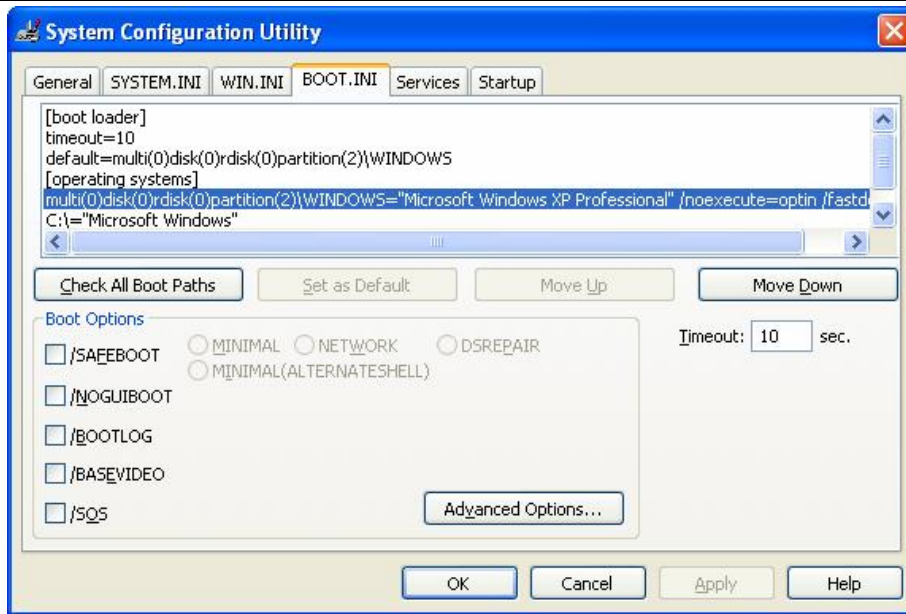 System Configuration Utility
General SYSTEM.INI WIN.INI BOOT.INI Services Startup
[boot loader]
timeout=10
default=multi(0)disk(0)rdisk(0)partition(2)\WINDOWS
[operating systems]
multi(0)disk(0)rdisk(0)partition(2)\WINDOWS="Microsoft Windows XP Professional" /noexecute=optin /fastd
C:\="Microsoft Windows"
Check All Boot Paths Set as Default Move Up Move Down
Boot Options
Timeout: 10 sec.
/SAFEBOOT MINIMAL NETWORK DSREPAIR
MINIMAL(ALTERNATESHELL)
/NOGUIBOOT
/BOOTLOG
/BASEVIDEO
/SOS
Advanced Options...
OK Cancel Apply Help